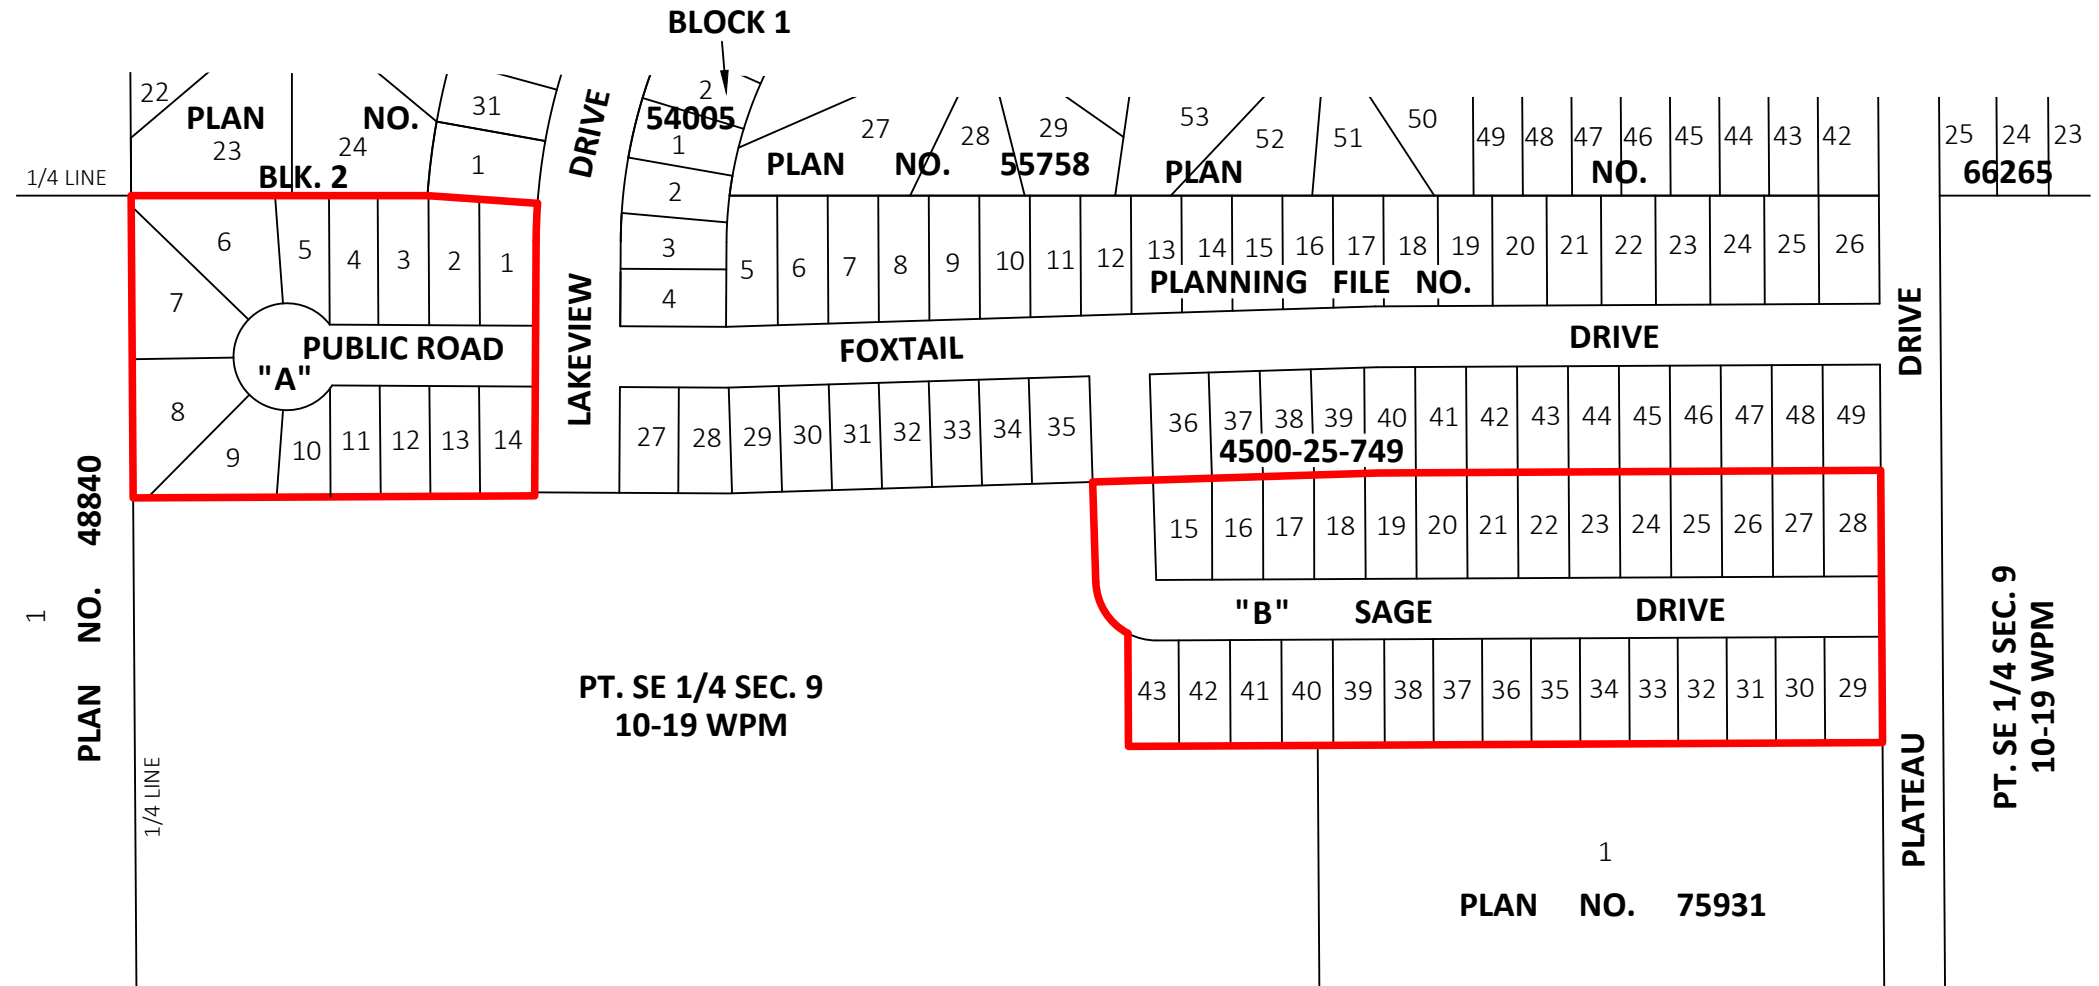 BLOCK 1
22
PLAN NO. 54005
23
24
31
1
BLK. 2
1/4 LINE
DRIVE
2
1
2
3
4
27
28
29
PLAN NO. 55758
53
52
51
50
49 48 47 46 45 44 43 42
PLAN NO. 66265
25 24 23
6 5 4 3 2 1
7
PUBLIC ROAD
"A"
8
9 10 11 12 13 14
LAKEVIEW
5 6 7 8 9 10 11 12 13 14 15 16 17 18 19 20 21 22 23 24 25 26
PLANNING FILE NO.
FOXTAIL DRIVE
DRIVE
27 28 29 30 31 32 33 34 35
36 37 38 39 40 41 42 43 44 45 46 47 48 49
4500-25-749
15 16 17 18 19 20 21 22 23 24 25 26 27 28
"B" SAGE DRIVE
43 42 41 40 39 38 37 36 35 34 33 32 31 30 29
1
PLAN NO. 48840
1/4 LINE
PT. SE 1/4 SEC. 9
10-19 WPM
PLATEAU
PT. SE 1/4 SEC. 9
10-19 WPM
1
PLAN NO. 75931